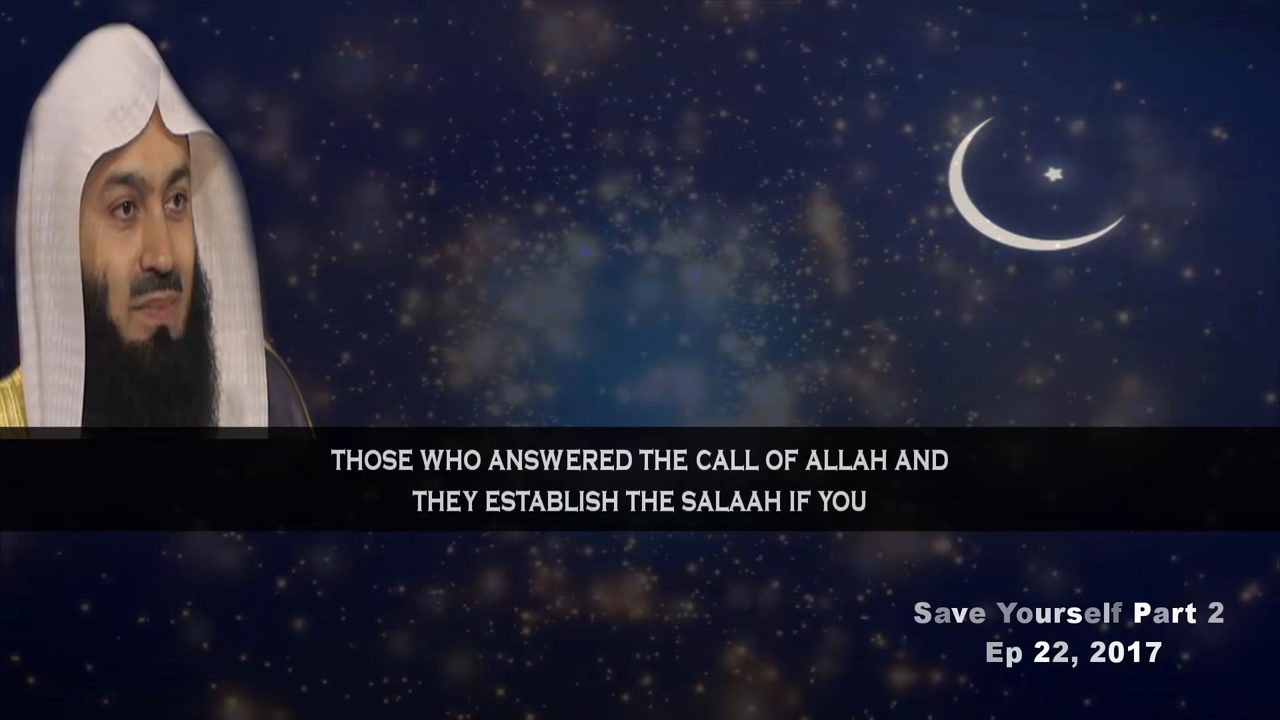 THOSE WHO ANSWERED THE CALL OF ALLAH AND
THEY ESTABLISH THE SALAAH IF YOU
Save Yourself Part 2
Ep 22, 2017